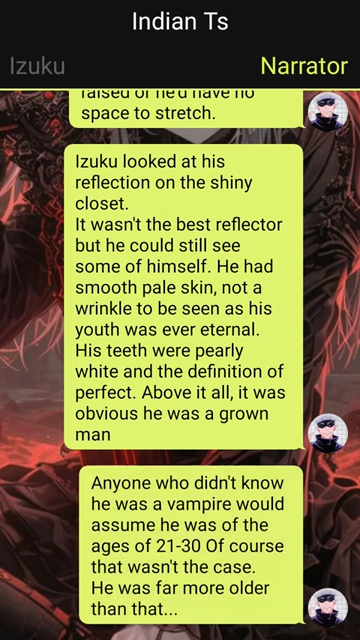 Indian Ts
Izuku
Narrator
raised or he'd have no
space to stretch.
Izuku looked at his
reflection on the shiny
closet.
It wasn't the best reflector
but he could still see
some of himself. He had
smooth pale skin, not a
wrinkle to be seen as his
youth was ever eternal.
His teeth were pearly
white and the definition of
perfect. Above it all, it was
obvious he was a grown
man
Anyone who didn't know
he was a vampire would
assume he was of the
ages of 21-30 Of course
that wasn't the case.
He was far more older
than that...